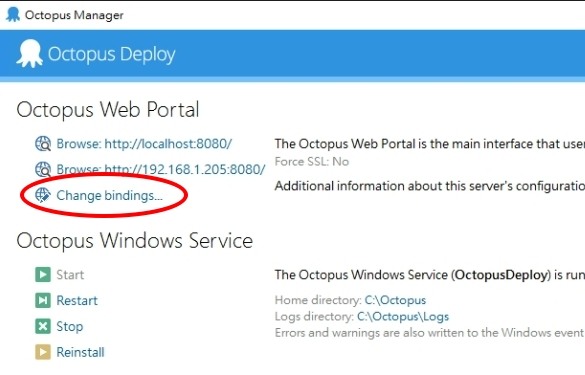 Octopus Manager
Octopus Deploy
Octopus Web Portal
Browse: http://localhost:8080/
The Octopus Web Portal is the main interface that user
Force SSL: No
Browse: http://192.168.1.205:8080/
Additional information about this server's configuratio
Change bindings...
Octopus Windows Service
Start
The Octopus Windows Service (OctopusDeploy) is run
Restart
Home directory: C:\Octopus
Logs directory: C:\Octopus\Logs
Stop
Errors and warnings are also written to the Windows event
Reinstall